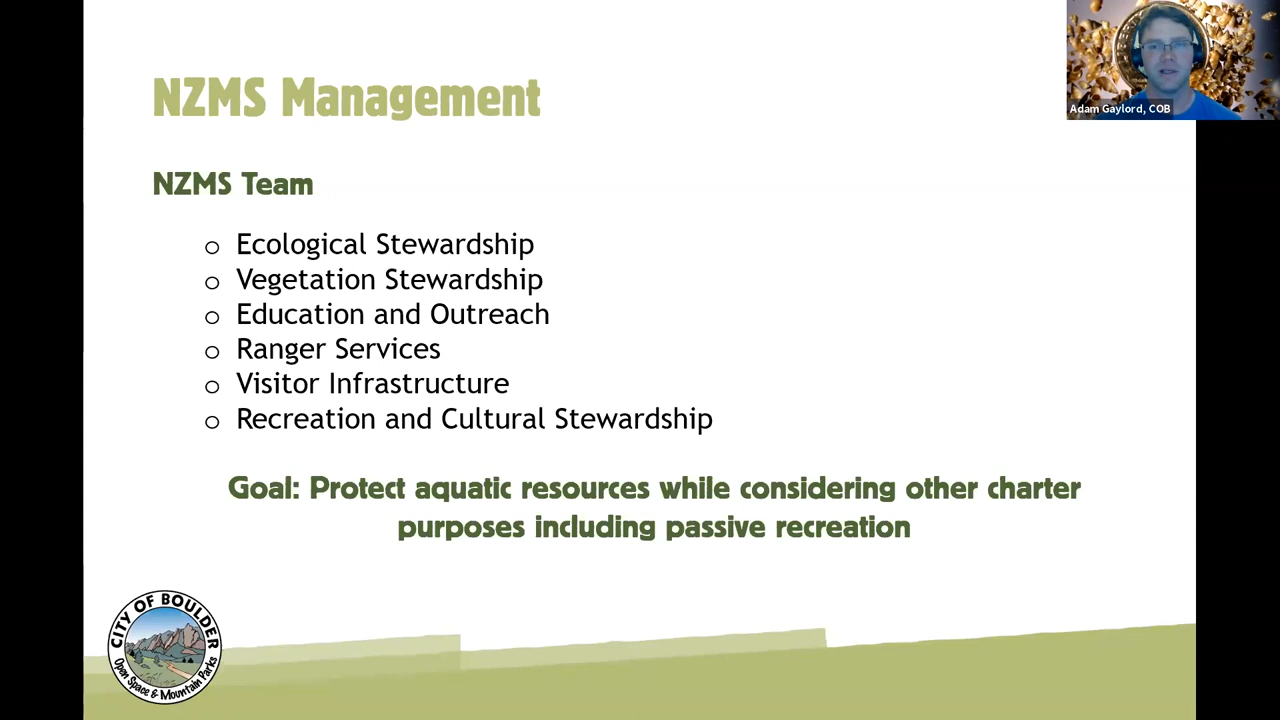 NZMS Management
Adam Gaylord, COB
NZMS Team
o Ecological Stewardship
o Vegetation Stewardship
o Education and Outreach
o Ranger Services
o Visitor Infrastructure
o Recreation and Cultural Stewardship
Goal: Protect aquatic resources while considering other charter
purposes including passive recreation
CITY OF BOULDER
Open Space & Mountain Parks